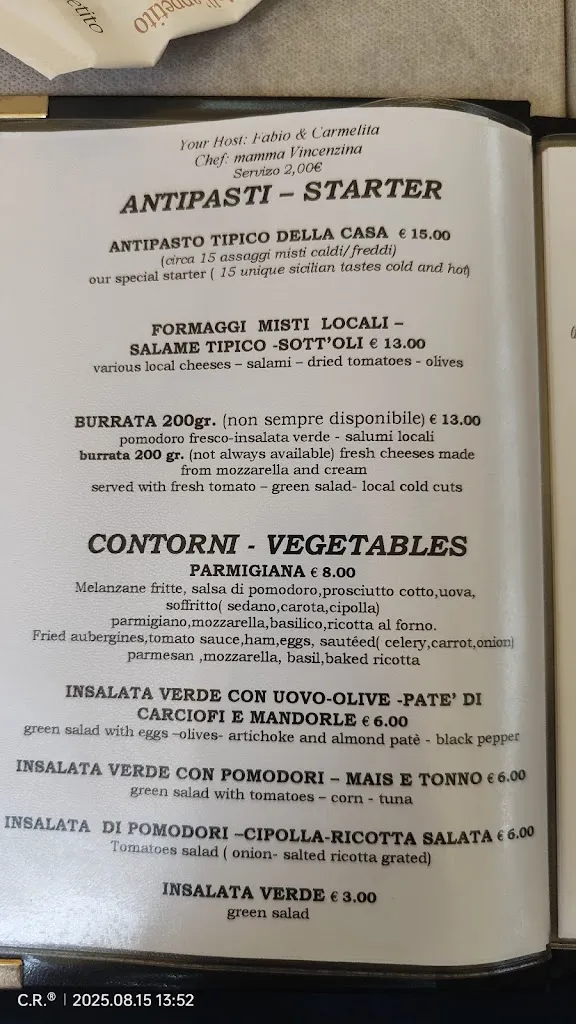 appetito
petito
Your Host: Fabio & Carmelita
Chef: mamma Vincenzina
Servizo 2,00€
ANTIPASTI – STARTER
ANTIPASTO TIPICO DELLA CASA € 15.00
(circa 15 assaggi misti caldi/freddi)
our special starter ( 15 unique sicilian tastes cold and hot)
FORMAGGI MISTI LOCALI –
SALAME TIPICO -SOTT'OLI € 13.00
various local cheeses – salami – dried tomatoes - olives
BURRATA 200gr. (non sempre disponibile) € 13.00
pomodoro fresco-insalata verde - salumi locali
burrata 200 gr. (not always available) fresh cheeses made
from mozzarella and cream
served with fresh tomato – green salad- local cold cuts
CONTORNI - VEGETABLES
PARMIGIANA € 8.00
Melanzane fritte, salsa di pomodoro,prosciutto cotto,uova,
soffritto( sedano,carota,cipolla)
parmigiano,mozzarella,basilico,ricotta al forno.
Fried aubergines,tomato sauce,ham,eggs, sautéed( celery,carrot,onion)
parmesan ,mozzarella, basil,baked ricotta
INSALATA VERDE CON UOVO-OLIVE -PATE' DI
CARCIOFI E MANDORLE € 6.00
green salad with eggs –olives- artichoke and almond patè - black pepper
INSALATA VERDE CON POMODORI – MAIS E TONNO € 6.00
green salad with tomatoes – corn - tuna
INSALATA DI POMODORI –CIPOLLA-RICOTTA SALATA € 6.00
Tomatoes salad ( onion- salted ricotta grated)
INSALATA VERDE € 3.00
green salad
C.R.® | 2025.08.15 13:52